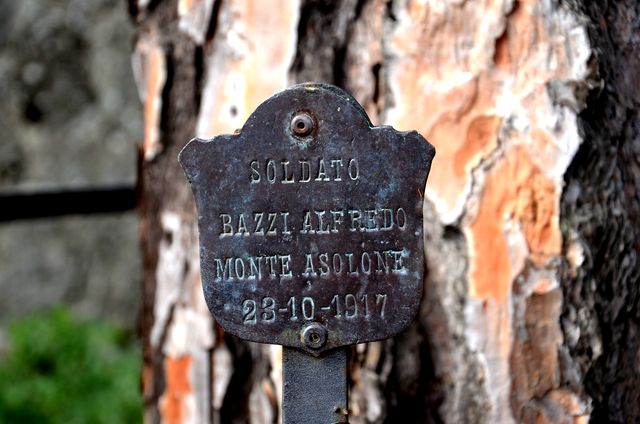 SOLDATO
BAZZI ALFREDO
MONTE ASOLONE
23-10-1917